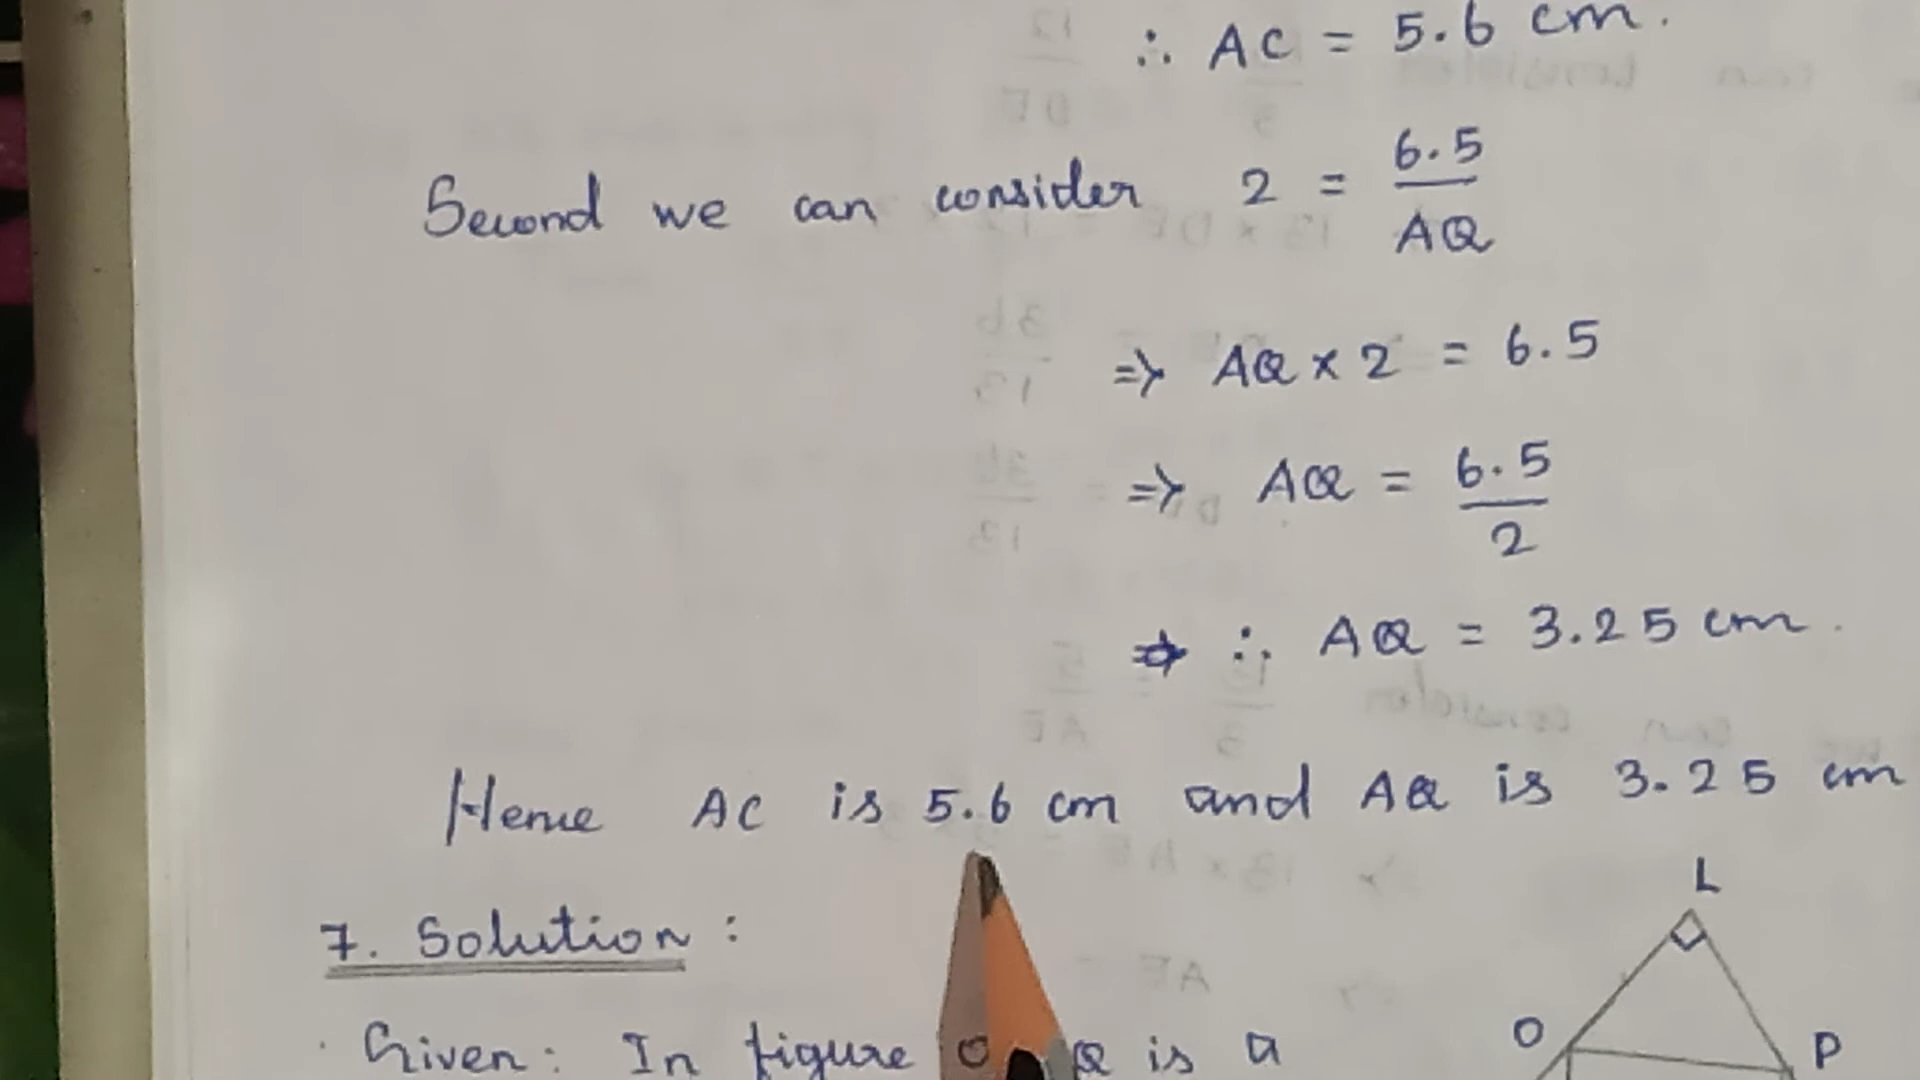 ∴ AC = 5.6 cm.
Second we can consider 2 = 6.5 / AQ
=> AQ × 2 = 6.5
=> AQ = 6.5 / 2
∴ AQ = 3.25 cm.
Hence AC is 5.6 cm and AQ is 3.25 cm
7. Solution :
L
Given : In figure is a
O
P